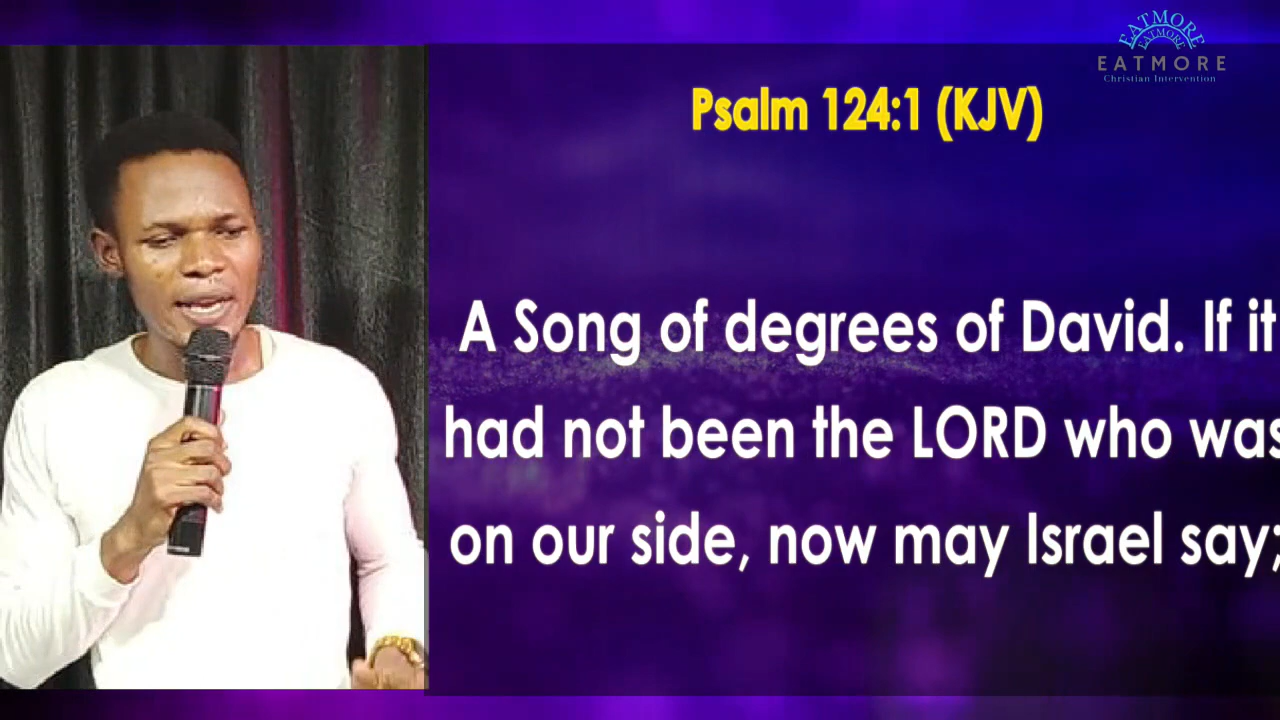 EATMORE
EATMORE
EATMORE
Christian Intervention
Psalm 124:1 (KJV)
A Song of degrees of David. If it
had not been the LORD who was
on our side, now may Israel say;